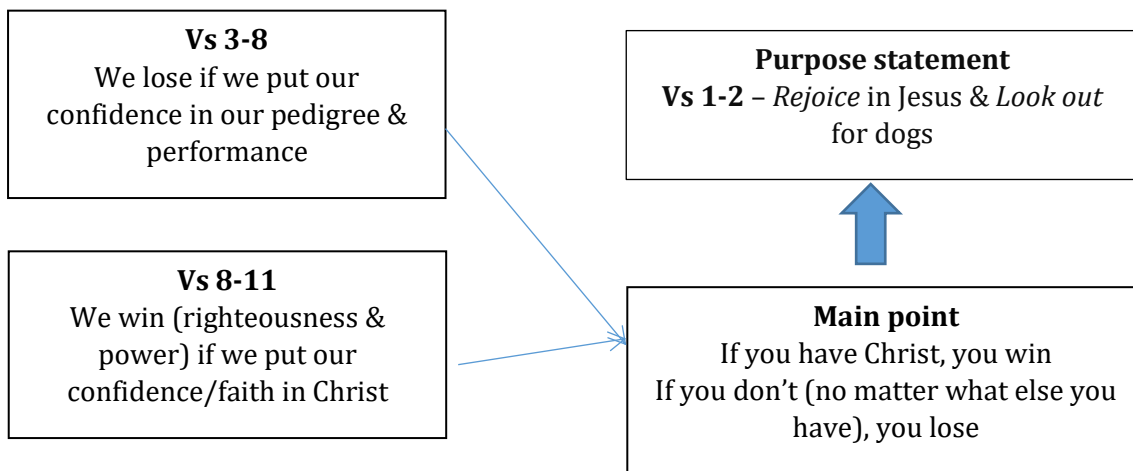 Vs 3-8
We lose if we put our
confidence in our pedigree &
performance
Vs 8-11
We win (righteousness &
power) if we put our
confidence/faith in Christ
Purpose statement
Vs 1-2 – Rejoice in Jesus & Look out
for dogs
Main point
If you have Christ, you win
If you don’t (no matter what else you
have), you lose